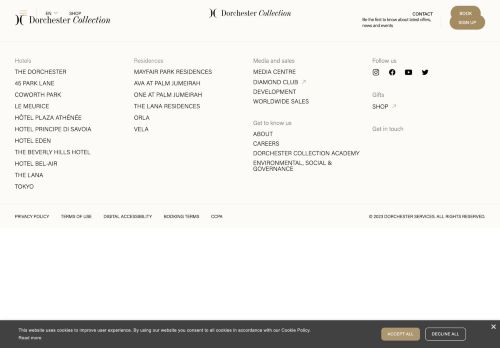 EN
SHOP
Dorchester Collection
Dorchester Collection
CONTACT
Be the first to know about latest offers,
news and events
BOOK
SIGN UP
Hotels
THE DORCHESTER
45 PARK LANE
COWORTH PARK
LE MEURICE
HÔTEL PLAZA ATHÉNÉE
HOTEL PRINCIPE DI SAVOIA
HOTEL EDEN
THE BEVERLY HILLS HOTEL
HOTEL BEL-AIR
THE LANA
TOKYO
Residences
MAYFAIR PARK RESIDENCES
AVA AT PALM JUMEIRAH
ONE AT PALM JUMEIRAH
THE LANA RESIDENCES
ORLA
VELA
Media and sales
MEDIA CENTRE
DIAMOND CLUB
DEVELOPMENT
WORLDWIDE SALES
Get to know us
ABOUT
CAREERS
DORCHESTER COLLECTION ACADEMY
ENVIRONMENTAL, SOCIAL &
GOVERNANCE
Follow us
Gifts
SHOP
Get in touch
PRIVACY POLICY
TERMS OF USE
DIGITAL ACCESSIBILITY
BOOKING TERMS
CCPA
© 2023 DORCHESTER SERVICES. ALL RIGHTS RESERVED.
This website uses cookies to improve user experience. By using our website you consent to all cookies in accordance with our Cookie Policy.
Read more
ACCEPT ALL
DECLINE ALL